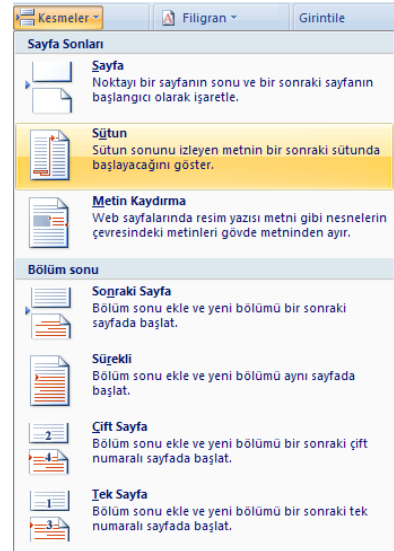 Kesmeler
Filigran
Girintile
Sayfa Sonları
Sayfa
Noktayı bir sayfanın sonu ve bir sonraki sayfanın
başlangıcı olarak işaretle.
Sütun
Sütun sonunu izleyen metnin bir sonraki sütunda
başlayacağını göster.
Metin Kaydırma
Web sayfalarında resim yazısı metni gibi nesnelerin
çevresindeki metinleri gövde metninden ayır.
Bölüm sonu
Sonraki Sayfa
Bölüm sonu ekle ve yeni bölümü bir sonraki
sayfada başlat.
Sürekli
Bölüm sonu ekle ve yeni bölümü aynı sayfada
başlat.
2
4
Çift Sayfa
Bölüm sonu ekle ve yeni bölümü bir sonraki çift
numaralı sayfada başlat.
1
3
Tek Sayfa
Bölüm sonu ekle ve yeni bölümü bir sonraki tek
numaralı sayfada başlat.